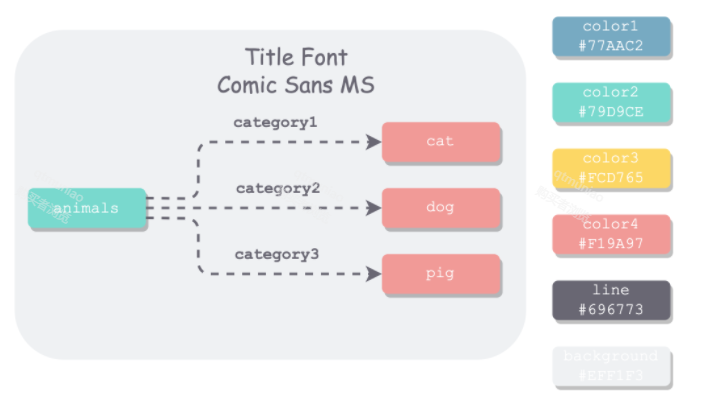 Title Font
Comic Sans MS
category1
cat
animals
category2
dog
category3
pig
color1
#77AAC2
color2
#79D9CE
color3
#FCD765
color4
#F19A97
line
#696773
background
#EFF1F3